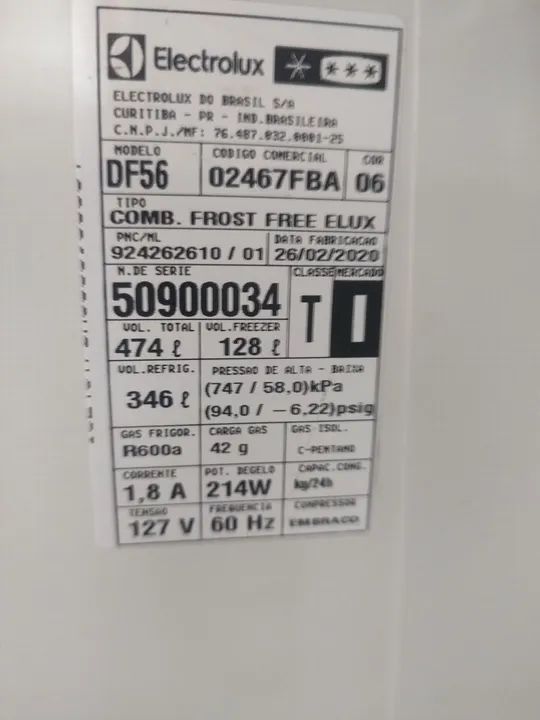 Electrolux
ELECTROLUX DO BRASIL S/A
CURITIBA - PR - IND.BRASILEIRA
C.N.P.J./MF: 76.487.032.0001-25
MODELO CODIGO COMERCIAL COR
DF56 02467FBA 06
TIPO
COMB. FROST FREE ELUX
PNC/ML DATA FABRICACAO
924262610 / 01 26/02/2020
N.DE SERIE CLASSE MERCADO
50900034 T I
VOL. TOTAL VOL.FREEZER
474 ℓ 128 ℓ
VOL.REFRIG. PRESSAO DE ALTA - BAIXA
346 ℓ (747 / 58,0)kPa
(94,0 / - 6,22)psig
GAS FRIGOR. CARGA GAS GAS ISOL.
R600a 42 g C-PENTANO
CORRENTE POT. DEGELO CAPAC.CONG.
1,8 A 214W kg/24h
TENSAO FREQUENCIA COMPRESSOR
127 V 60 Hz EMBRACO